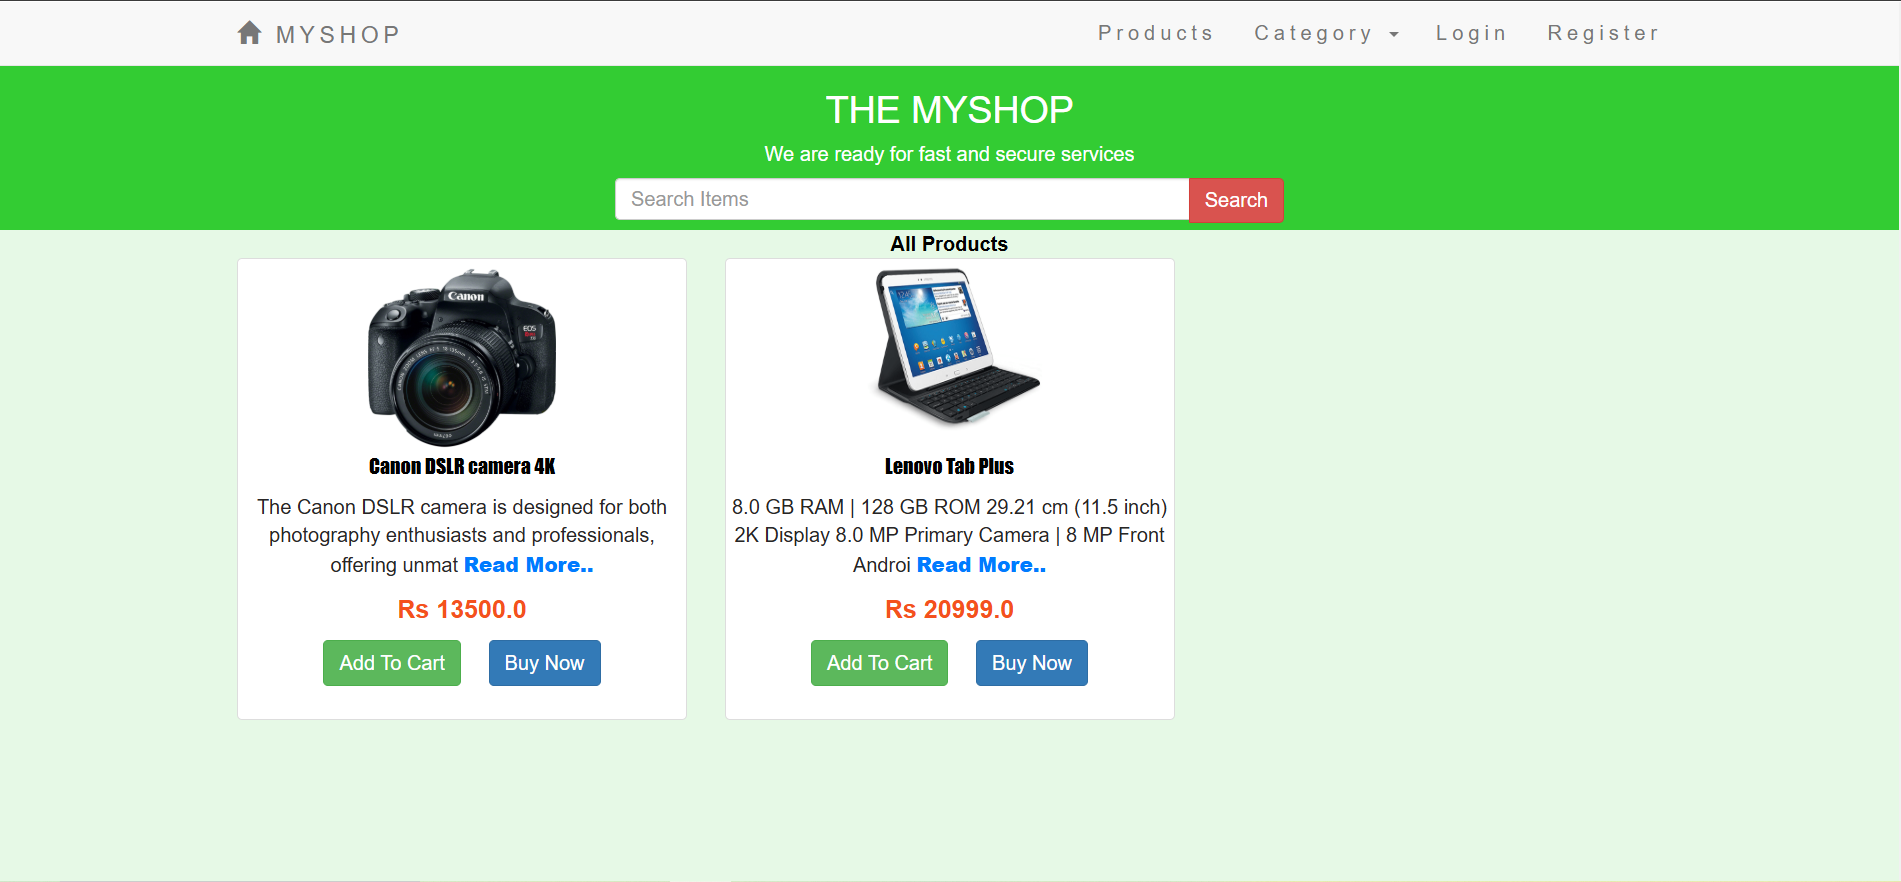 MYSHOP
Products Category Login Register
THE MYSHOP
We are ready for fast and secure services
Search Items Search
All Products
Canon
EOS
Canon DSLR camera 4K
The Canon DSLR camera is designed for both
photography enthusiasts and professionals,
offering unmat Read More..
Rs 13500.0
Add To Cart Buy Now
Lenovo Tab Plus
8.0 GB RAM | 128 GB ROM 29.21 cm (11.5 inch)
2K Display 8.0 MP Primary Camera | 8 MP Front
Androi Read More..
Rs 20999.0
Add To Cart Buy Now